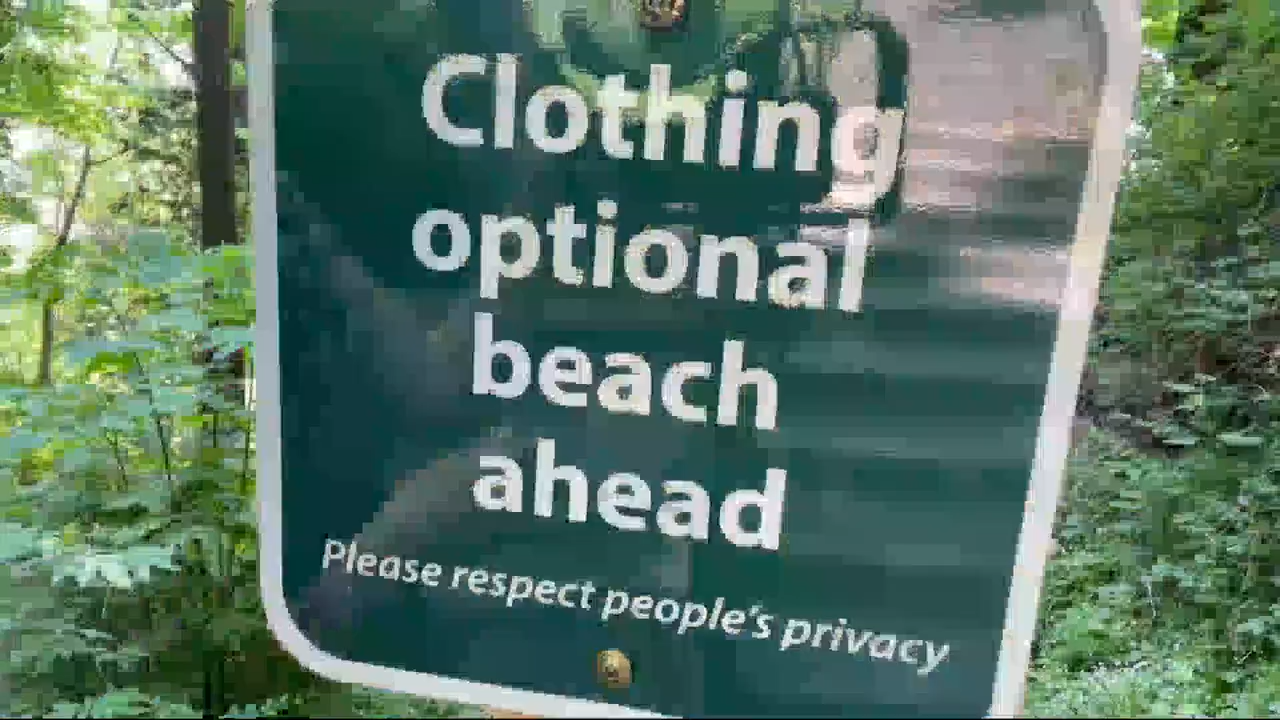 Clothing
optional
beach
ahead
Please respect people's privacy